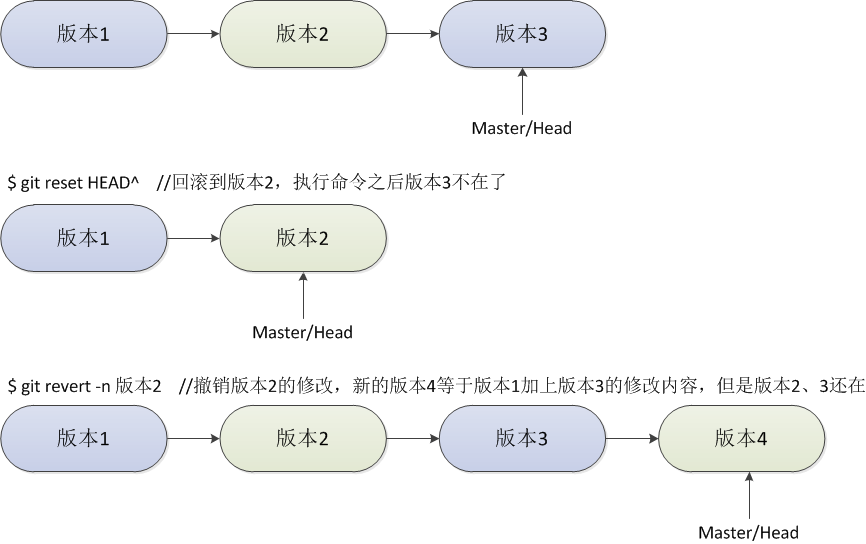 版本1 版本2 版本3
Master/Head
$ git reset HEAD^ //回滚到版本2，执行命令之后版本3不在了
版本1 版本2
Master/Head
$ git revert -n 版本2 //撤销版本2的修改，新的版本4等于版本1加上版本3的修改内容，但是版本2、3还在
版本1 版本2 版本3 版本4
Master/Head